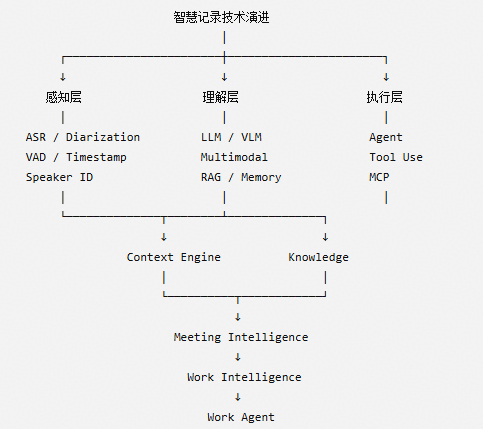 智慧记录技术演进
感知层 理解层 执行层
ASR / Diarization LLM / VLM Agent
VAD / Timestamp Multimodal Tool Use
Speaker ID RAG / Memory MCP
Context Engine Knowledge
Meeting Intelligence
Work Intelligence
Work Agent